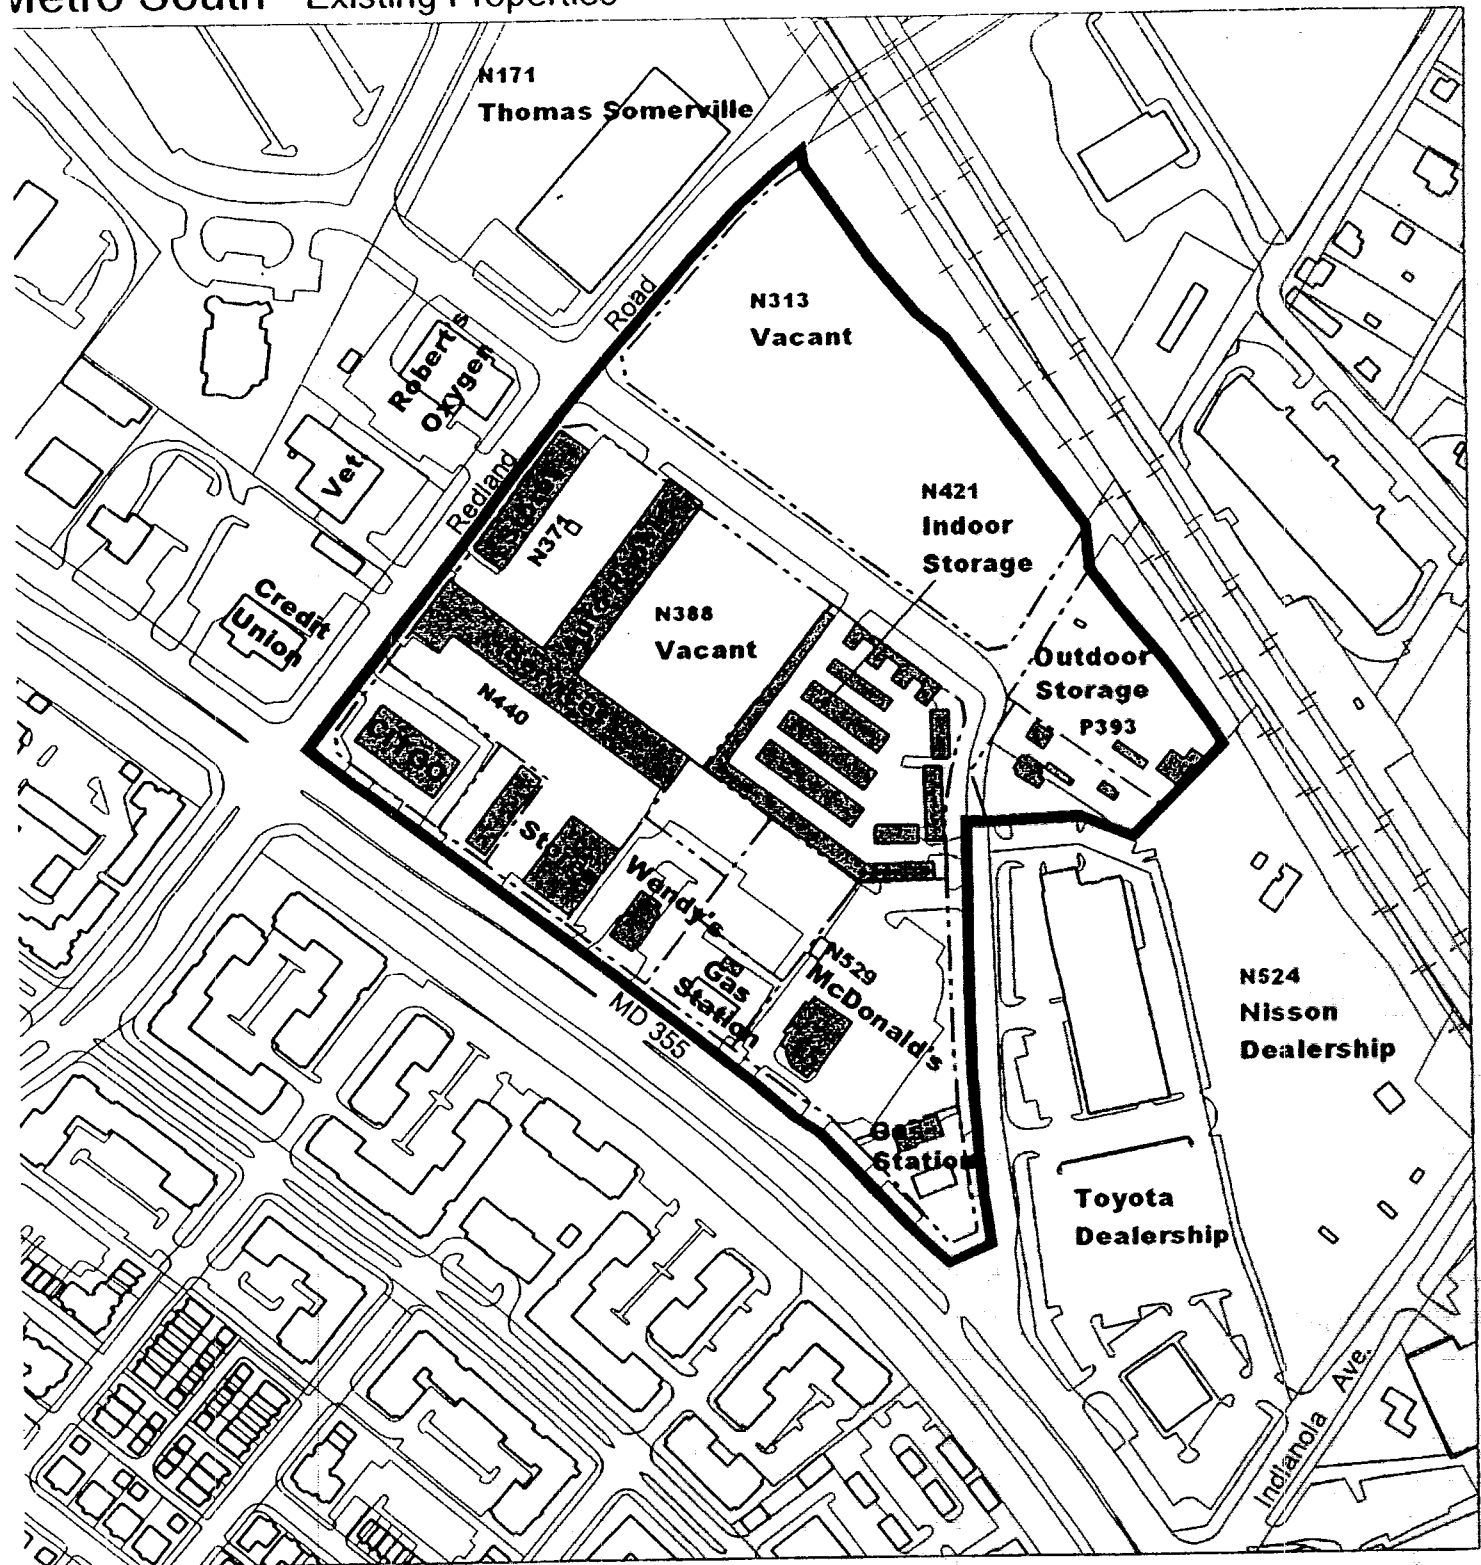 Metro South - Existing Properties
N171
Thomas Somerville
Road
N313
Vacant
Robert's
Oxygen
Vet.
Redland
N371
N421
Indoor
Storage
Credit
Union
N388
Vacant
Outdoor
Storage
P393
N440
CITGO
Wendy's
Gas
Station
N529
McDonald's
MD 355
N524
Nisson
Dealership
Gas
Station
Toyota
Dealership
Indianola Ave.